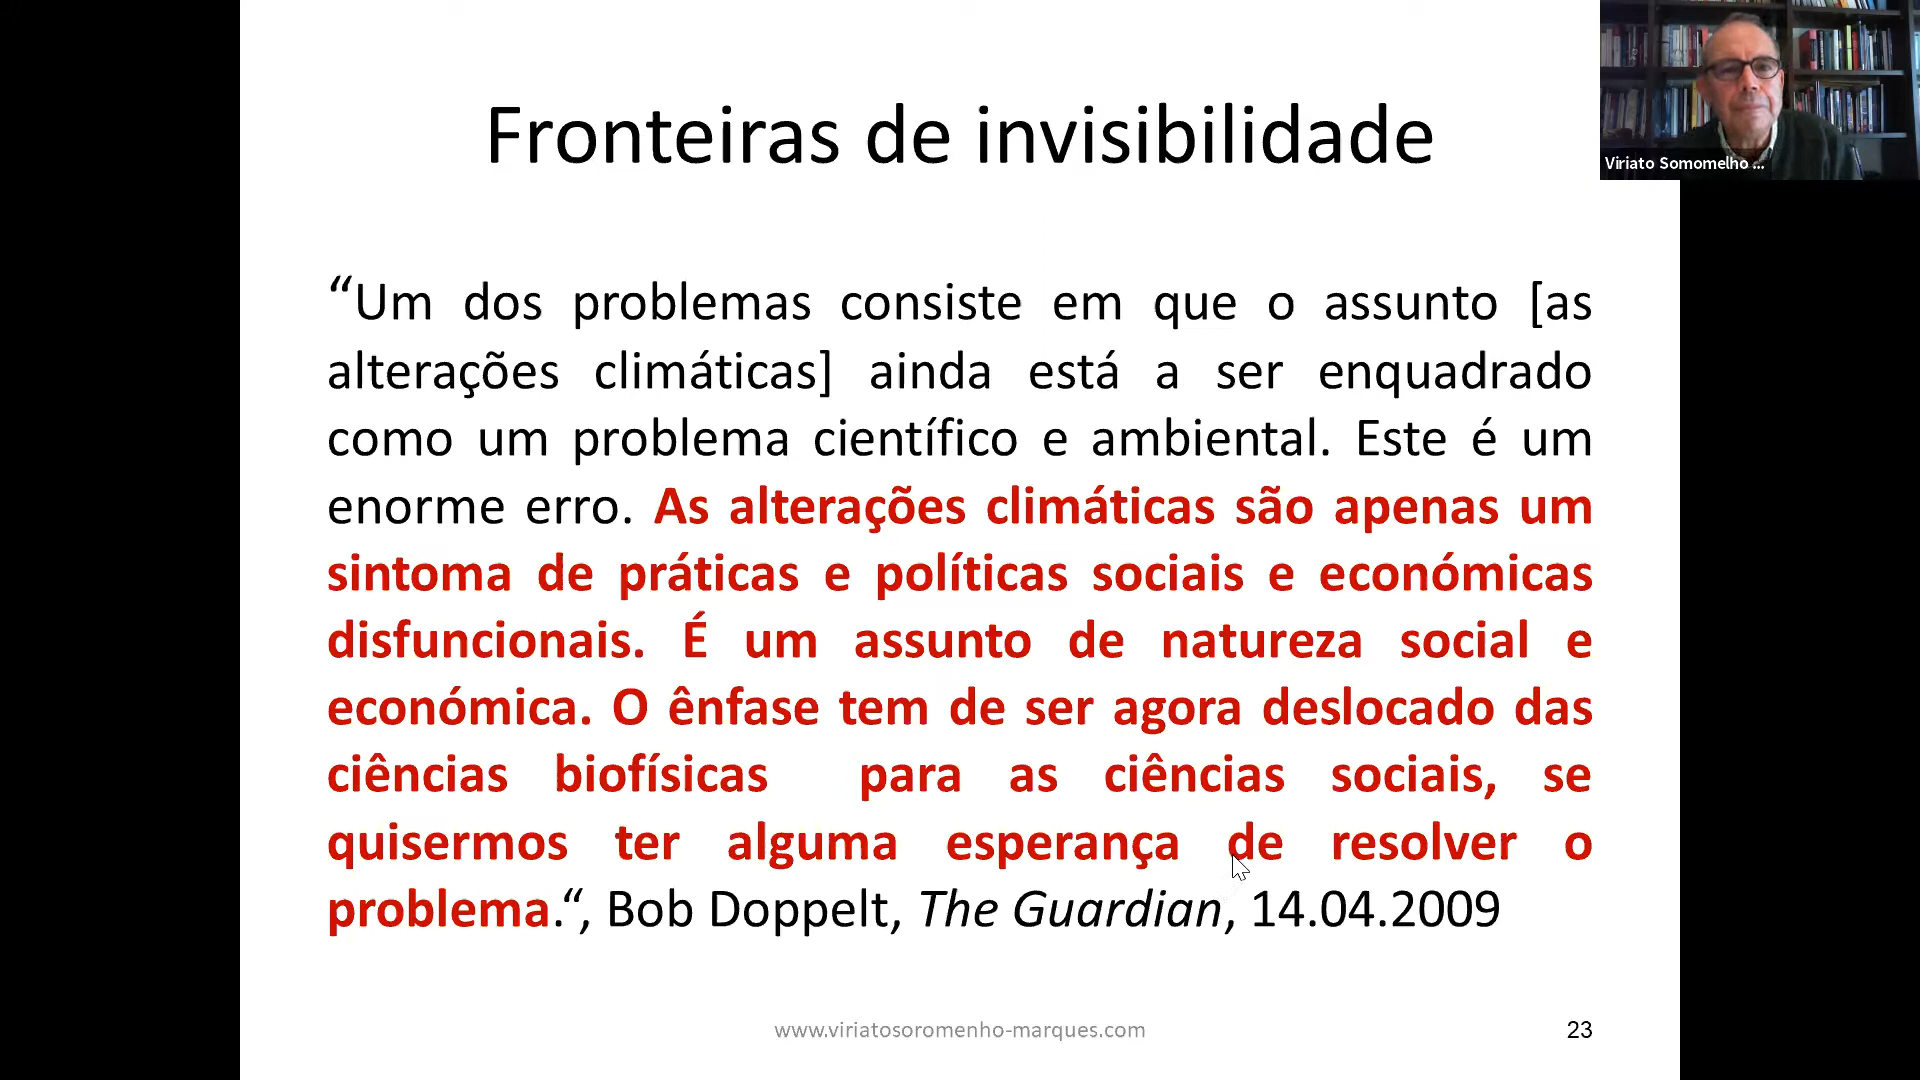 Fronteiras de invisibilidade
Viriato Somomelho ...
“Um dos problemas consiste em que o assunto [as
alterações climáticas] ainda está a ser enquadrado
como um problema científico e ambiental. Este é um
enorme erro. As alterações climáticas são apenas um
sintoma de práticas e políticas sociais e económicas
disfuncionais. É um assunto de natureza social e
económica. O ênfase tem de ser agora deslocado das
ciências biofísicas para as ciências sociais, se
quisermos ter alguma esperança de resolver o
problema.“, Bob Doppelt, The Guardian, 14.04.2009
www.viriatosoromenho-marques.com
23